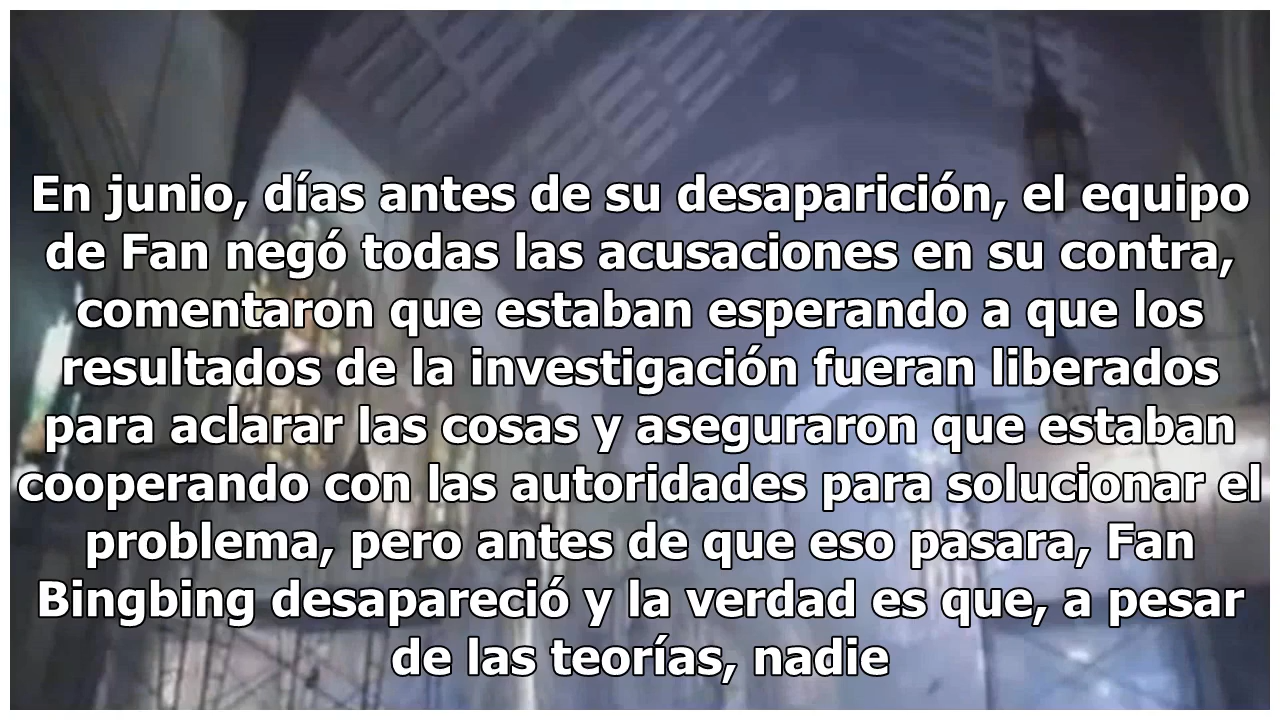 En junio, días antes de su desaparición, el equipo
de Fan negó todas las acusaciones en su contra,
comentaron que estaban esperando a que los
resultados de la investigación fueran liberados
para aclarar las cosas y aseguraron que estaban
cooperando con las autoridades para solucionar el
problema, pero antes de que eso pasara, Fan
Bingbing desapareció y la verdad es que, a pesar
de las teorías, nadie